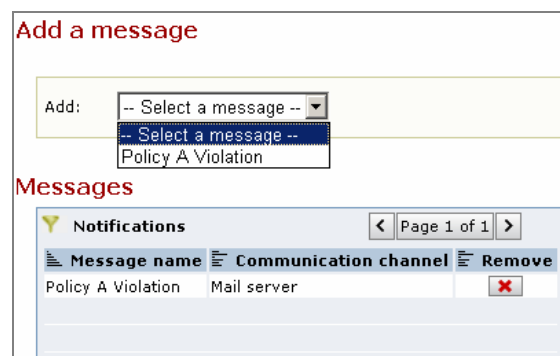 Add a message
Add: -- Select a message --
-- Select a message --
Policy A Violation
Messages
Notifications Page 1 of 1
Message name Communication channel Remove
Policy A Violation Mail server